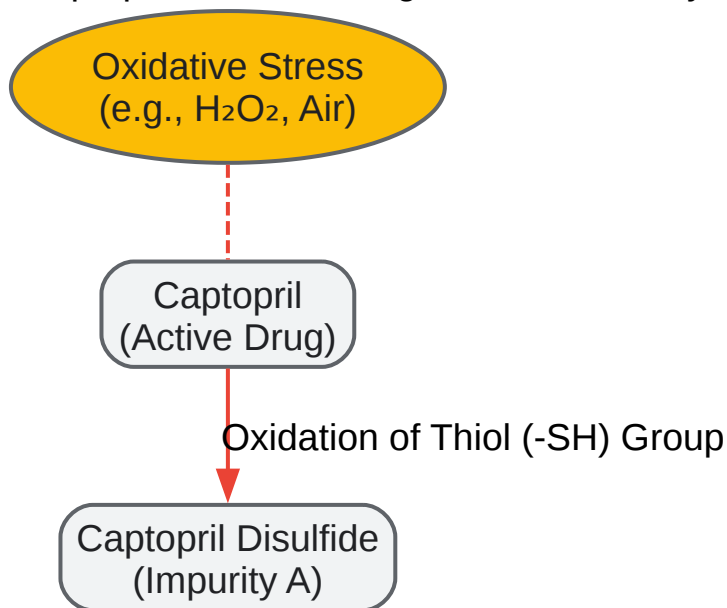 Oxidative Stress
(e.g., H₂O₂, Air)
Captopril
(Active Drug)
Oxidation of Thiol (-SH) Group
Captopril Disulfide
(Impurity A)